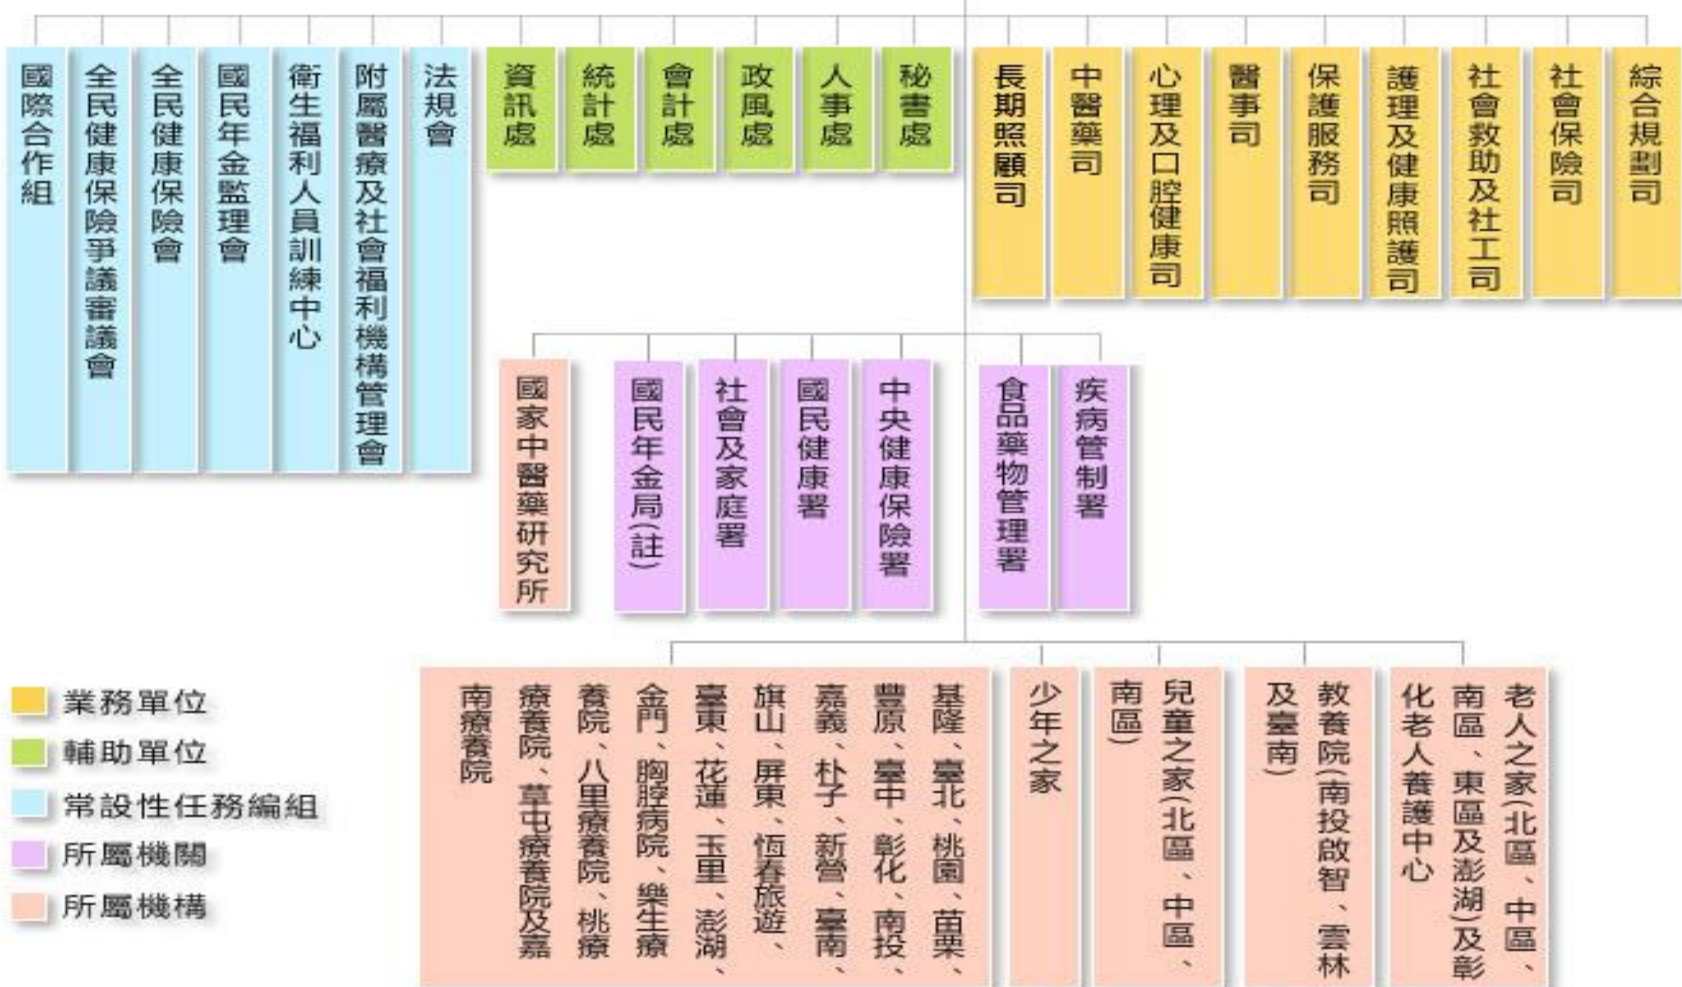 綜合規劃司
社會保險司
社會救助及社工司
護理及健康照護司
保護服務司
醫事司
心理及口腔健康司
中醫藥司
長期照顧司
秘書處
人事處
政風處
會計處
統計處
資訊處
法規會
附屬醫療及社會福利機構管理會
衛生福利人員訓練中心
國民年金監理會
全民健康保險會
全民健康保險爭議審議會
國際合作組
疾病管制署
食品藥物管理署
中央健康保險署
國民健康署
社會及家庭署
國民年金局(註)
國家中醫藥研究所
老人之家(北區、中區、
南區、東區及澎湖)及彰
化老人養護中心
教養院(南投啟智、雲林
及臺南)
兒童之家(北區、中區、
南區)
少年之家
基隆、臺北、桃園、苗栗、
豐原、臺中、彰化、南投、
嘉義、朴子、新營、臺南、
旗山、屏東、恆春旅遊、
臺東、花蓮、玉里、澎湖、
金門、胸腔病院、樂生療
養院、八里療養院、桃療
療養院、草屯療養院及嘉
南療養院
業務單位
輔助單位
常設性任務編組
所屬機關
所屬機構